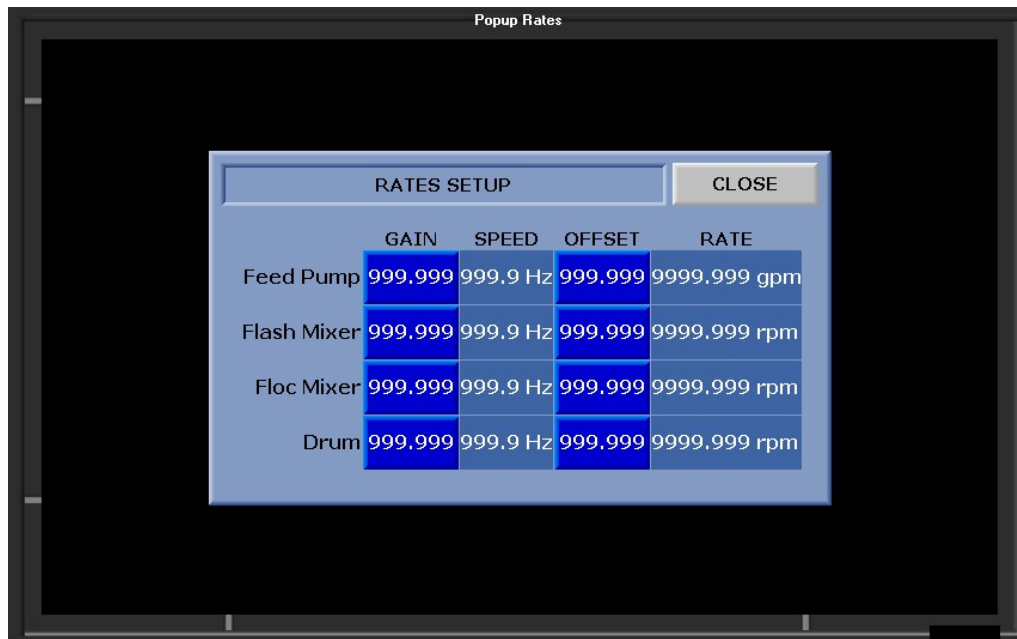 Popup Rates
RATES SETUP CLOSE
GAIN SPEED OFFSET RATE
Feed Pump 999.999 999.9 Hz 999.999 9999.999 gpm
Flash Mixer 999.999 999.9 Hz 999.999 9999.999 rpm
Floc Mixer 999.999 999.9 Hz 999.999 9999.999 rpm
Drum 999.999 999.9 Hz 999.999 9999.999 rpm